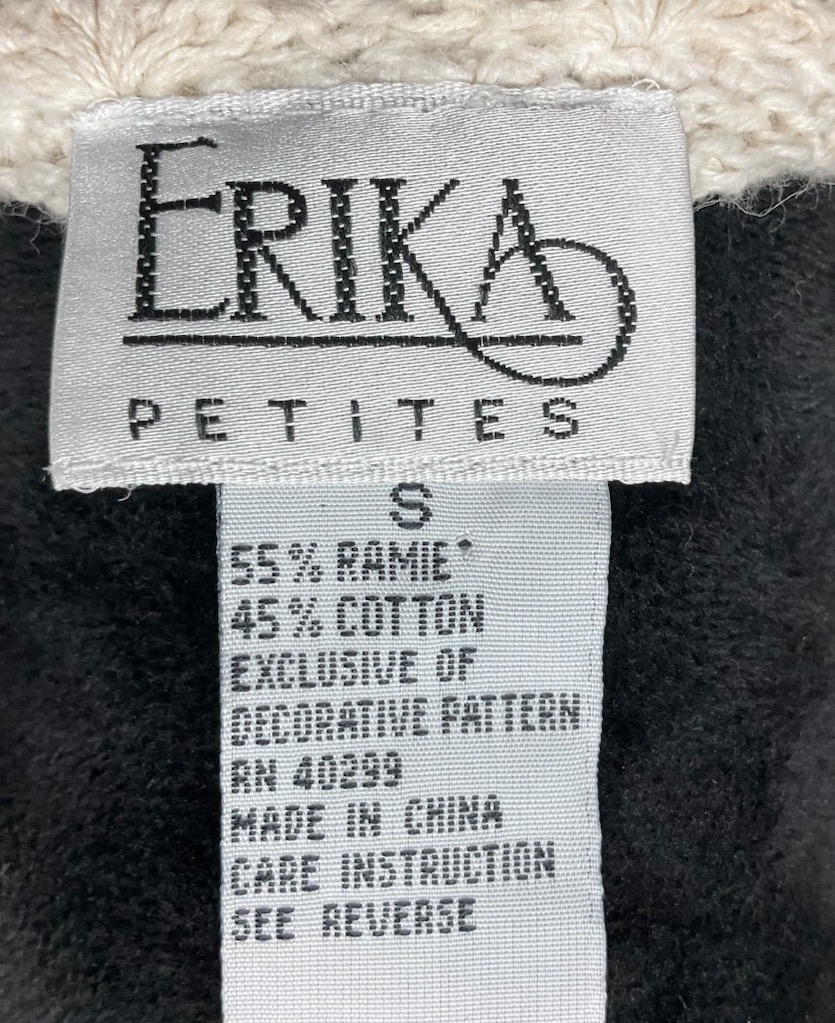 ERIKA
PETITES
S
55% RAMIE
45% COTTON
EXCLUSIVE OF
DECORATIVE PATTERN
RN 40299
MADE IN CHINA
CARE INSTRUCTION
SEE REVERSE